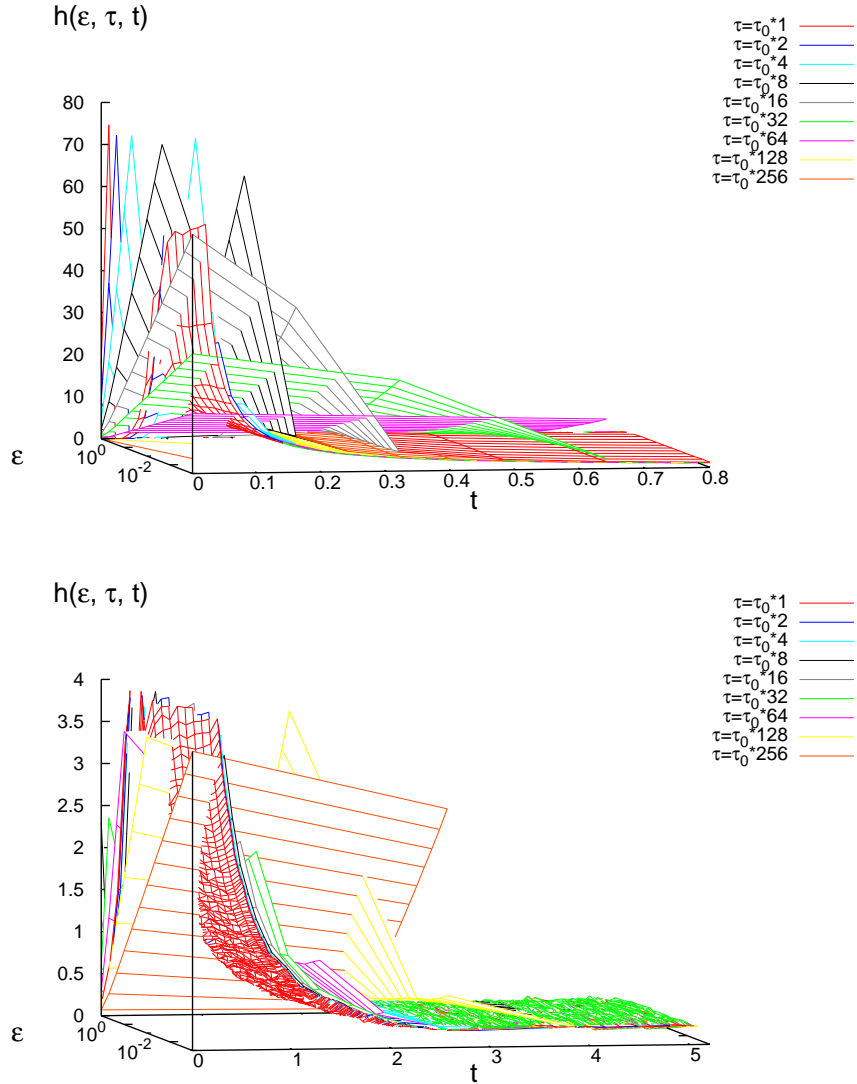 h(ε, τ, t)
τ=τ₀*1
τ=τ₀*2
τ=τ₀*4
τ=τ₀*8
τ=τ₀*16
τ=τ₀*32
τ=τ₀*64
τ=τ₀*128
τ=τ₀*256
80
70
60
50
40
30
20
10
0
ε
10⁰
10⁻²
0 0.1 0.2 0.3 0.4 0.5 0.6 0.7 0.8
t
h(ε, τ, t)
τ=τ₀*1
τ=τ₀*2
τ=τ₀*4
τ=τ₀*8
τ=τ₀*16
τ=τ₀*32
τ=τ₀*64
τ=τ₀*128
τ=τ₀*256
4
3.5
3
2.5
2
1.5
1
0.5
0
ε
10⁰
10⁻²
0 1 2 3 4 5
t